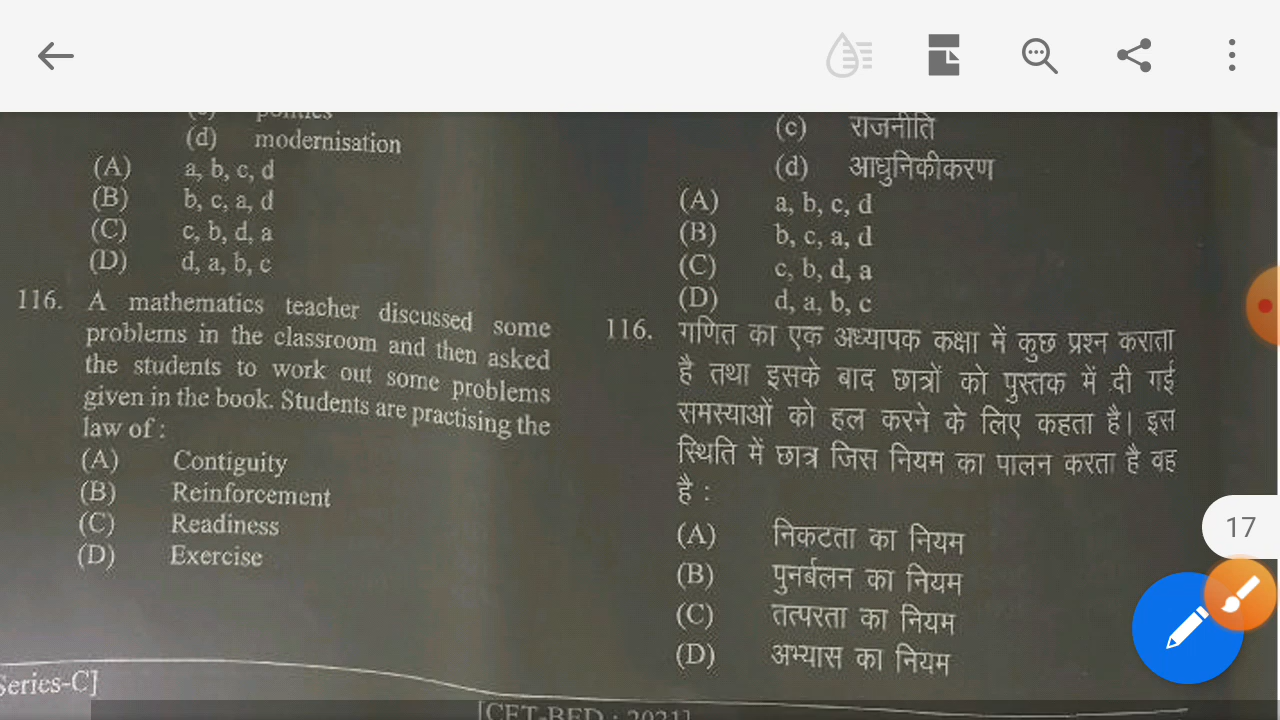 (d) modernisation
(A) a, b, c, d
(B) b, c, a, d
(C) c, b, d, a
(D) d, a, b, c
116. A mathematics teacher discussed some
problems in the classroom and then asked
the students to work out some problems
given in the book. Students are practising the
law of :
(A) Contiguity
(B) Reinforcement
(C) Readiness
(D) Exercise
Series-C]
(c) राजनीति
(d) आधुनिकीकरण
(A) a, b, c, d
(B) b, c, a, d
(C) c, b, d, a
(D) d, a, b, c
116. गणित का एक अध्यापक कक्षा में कुछ प्रश्न कराता
है तथा इसके बाद छात्रों को पुस्तक में दी गई
समस्याओं को हल करने के लिए कहता है। इस
स्थिति में छात्र जिस नियम का पालन करता है वह
है :
(A) निकटता का नियम
(B) पुनर्बलन का नियम
(C) तत्परता का नियम
(D) अभ्यास का नियम
17
[CET-BED : 2021]